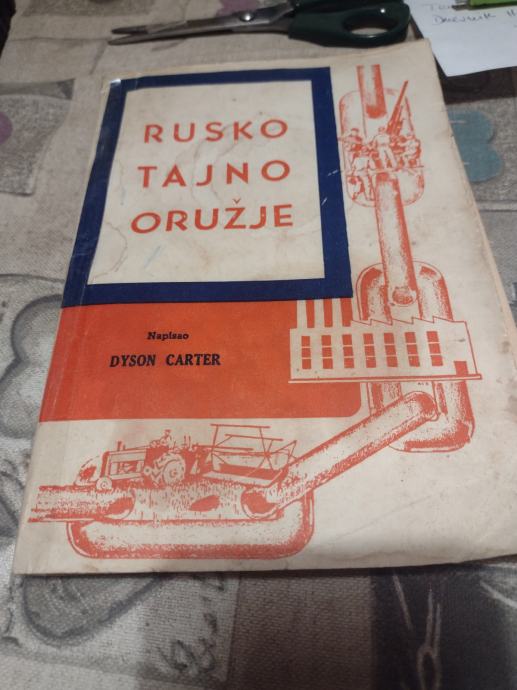 RUSKO
TAJNO
ORUŽJE
Napisao
DYSON CARTER